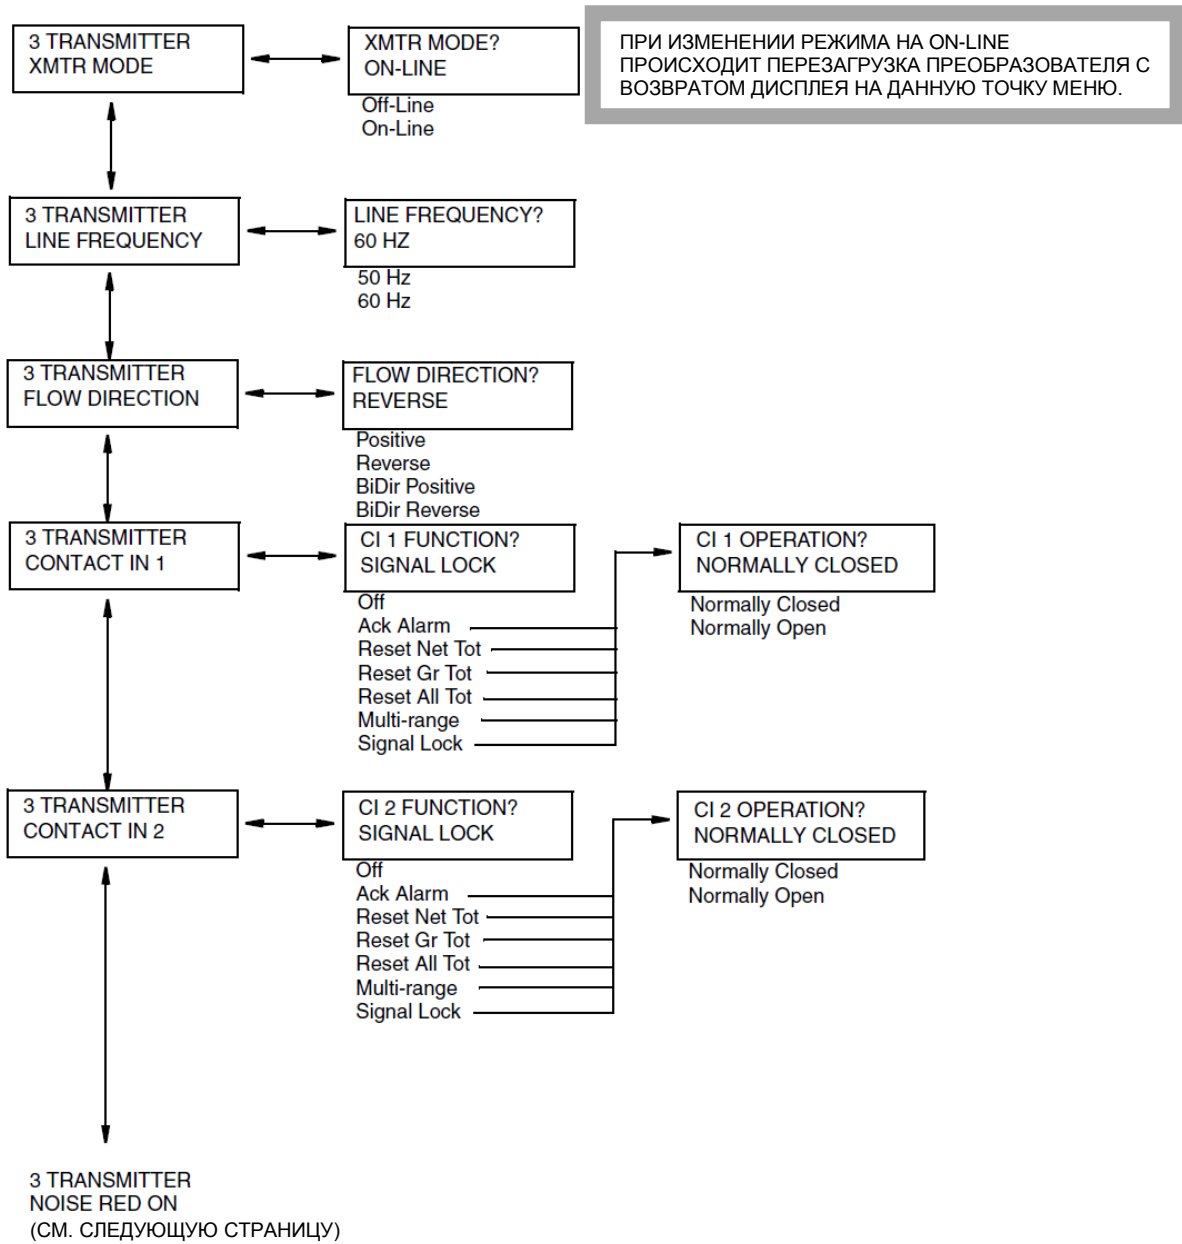 3 TRANSMITTER
XMTR MODE
XMTR MODE?
ON-LINE
Off-Line
On-Line
ПРИ ИЗМЕНЕНИИ РЕЖИМА НА ON-LINE
ПРОИСХОДИТ ПЕРЕЗАГРУЗКА ПРЕОБРАЗОВАТЕЛЯ С
ВОЗВРАТОМ ДИСПЛЕЯ НА ДАННУЮ ТОЧКУ МЕНЮ.
3 TRANSMITTER
LINE FREQUENCY
LINE FREQUENCY?
60 HZ
50 Hz
60 Hz
3 TRANSMITTER
FLOW DIRECTION
FLOW DIRECTION?
REVERSE
Positive
Reverse
BiDir Positive
BiDir Reverse
3 TRANSMITTER
CONTACT IN 1
CI 1 FUNCTION?
SIGNAL LOCK
Off
Ack Alarm
Reset Net Tot
Reset Gr Tot
Reset All Tot
Multi-range
Signal Lock
CI 1 OPERATION?
NORMALLY CLOSED
Normally Closed
Normally Open
3 TRANSMITTER
CONTACT IN 2
CI 2 FUNCTION?
SIGNAL LOCK
Off
Ack Alarm
Reset Net Tot
Reset Gr Tot
Reset All Tot
Multi-range
Signal Lock
CI 2 OPERATION?
NORMALLY CLOSED
Normally Closed
Normally Open
3 TRANSMITTER
NOISE RED ON
(СМ. СЛЕДУЮЩУЮ СТРАНИЦУ)